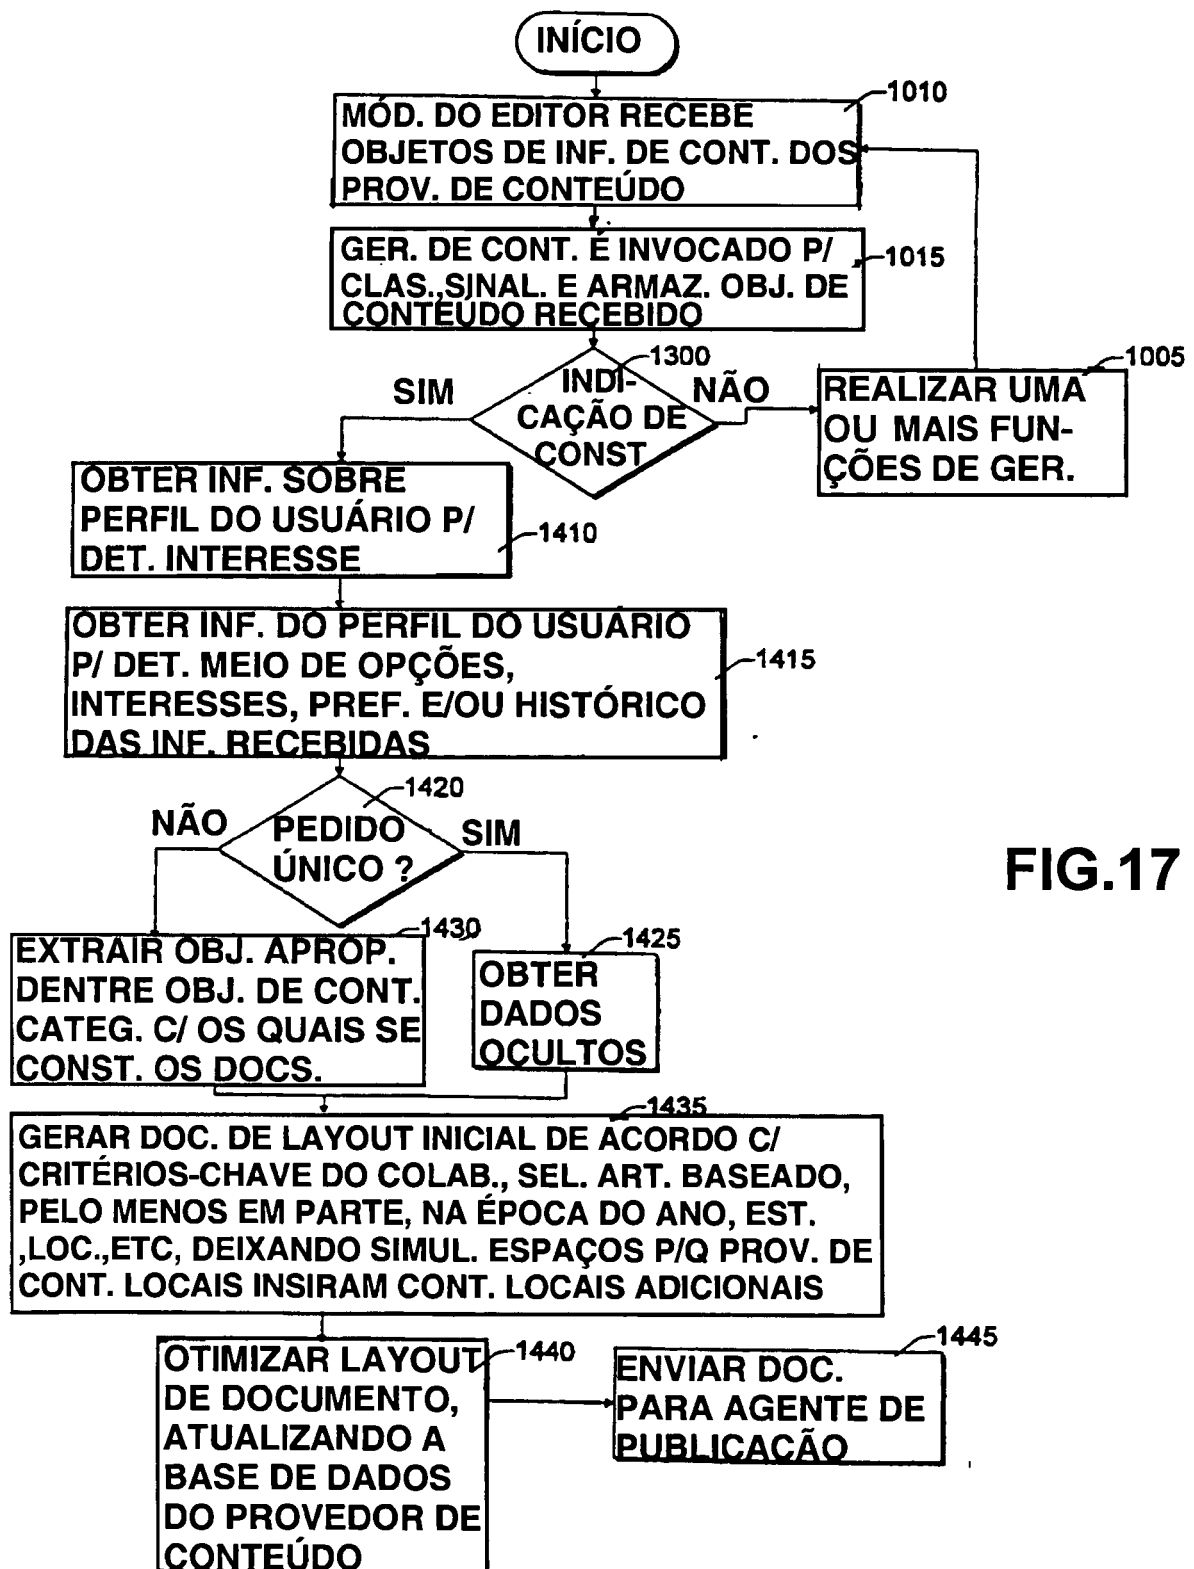 INÍCIO
1010
MÓD. DO EDITOR RECEBE
OBJETOS DE INF. DE CONT. DOS
PROV. DE CONTEÚDO
GER. DE CONT. É INVOCADO P/
CLAS.,SINAL. E ARMAZ. OBJ. DE
CONTEÚDO RECEBIDO
1015
1300
SIM
INDI-
CAÇÃO DE
CONST
NÃO
1005
REALIZAR UMA
OU MAIS FUN-
ÇÕES DE GER.
OBTER INF. SOBRE
PERFIL DO USUÁRIO P/
DET. INTERESSE
1410
OBTER INF. DO PERFIL DO USUÁRIO
P/ DET. MEIO DE OPÇÕES,
INTERESSES, PREF. E/OU HISTÓRICO
DAS INF. RECEBIDAS
1415
1420
NÃO
PEDIDO
ÚNICO ?
SIM
FIG.17
1430
EXTRAIR OBJ. APROP.
DENTRE OBJ. DE CONT.
CATEG. C/ OS QUAIS SE
CONST. OS DOCS.
1425
OBTER
DADOS
OCULTOS
1435
GERAR DOC. DE LAYOUT INICIAL DE ACORDO C/
CRITÉRIOS-CHAVE DO COLAB., SEL. ART. BASEADO,
PELO MENOS EM PARTE, NA ÉPOCA DO ANO, EST.
,LOC.,ETC, DEIXANDO SIMUL. ESPAÇOS P/Q PROV. DE
CONT. LOCAIS INSIRAM CONT. LOCAIS ADICIONAIS
1440
OTIMIZAR LAYOUT
DE DOCUMENTO,
ATUALIZANDO A
BASE DE DADOS
DO PROVEDOR DE
CONTEÚDO
1445
ENVIAR DOC.
PARA AGENTE DE
PUBLICAÇÃO